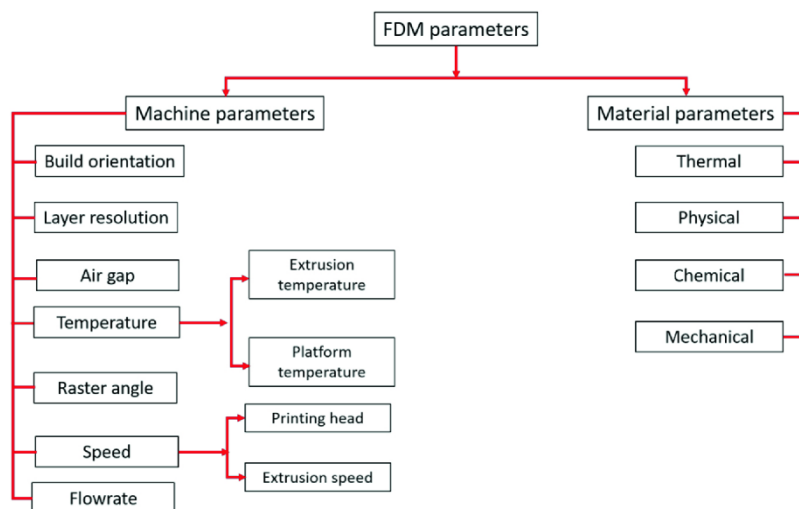 FDM parameters
Machine parameters
Material parameters
Build orientation
Thermal
Layer resolution
Physical
Air gap
Extrusion
temperature
Chemical
Temperature
Platform
temperature
Mechanical
Raster angle
Printing head
Speed
Extrusion speed
Flowrate